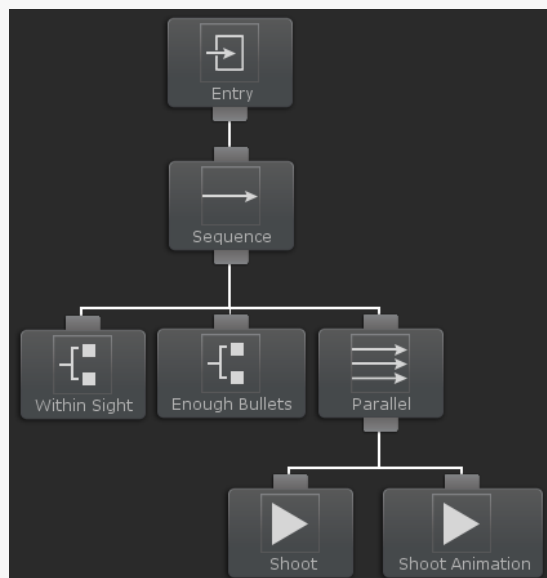 Entry
Sequence
Within Sight
Enough Bullets
Parallel
Shoot
Shoot Animation